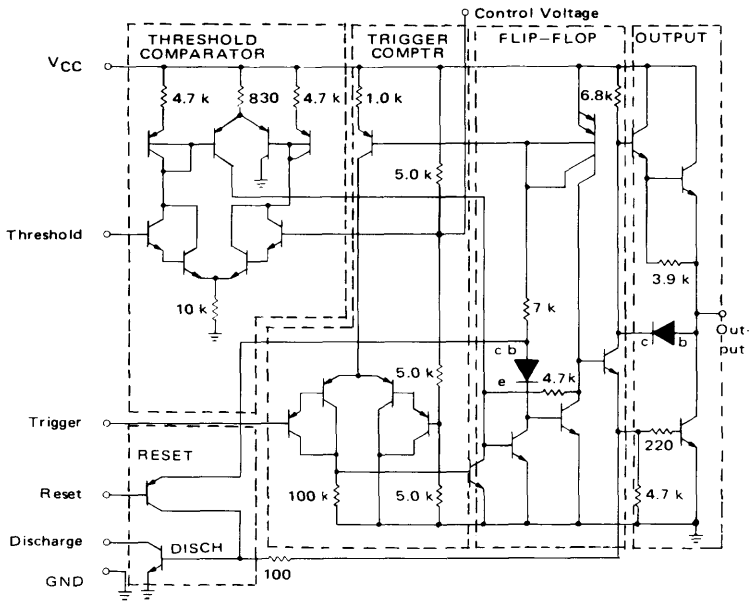 Control Voltage
THRESHOLD
COMPARATOR
TRIGGER
COMPTR
FLIP-FLOP
OUTPUT
VCC
4.7 k
830
4.7 k
1.0 k
6.8 k
5.0 k
Threshold
3.9 k
10 k
7 k
Out-
put
c b
c
b
5.0 k
e
4.7 k
Trigger
220
RESET
Reset
100 k
5.0 k
4.7 k
Discharge
DISCH
100
GND